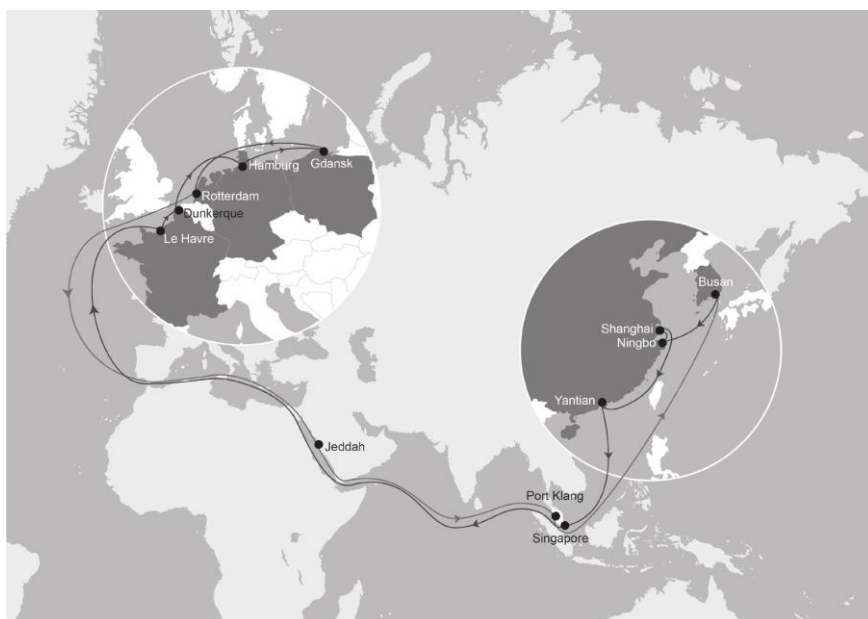 Gdansk
Hamburg
Rotterdam
Dunkerque
Le Havre
Busan
Shanghai
Ningbo
Yantian
Jeddah
Port Klang
Singapore